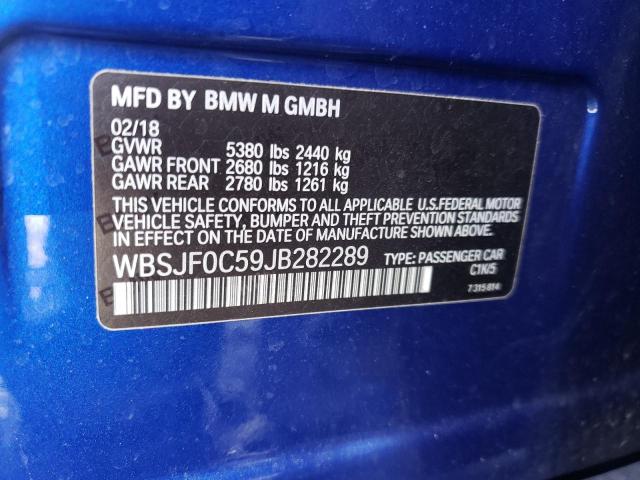 MFD BY BMW M GMBH
02/18
GVWR 5380 lbs 2440 kg
GAWR FRONT 2680 lbs 1216 kg
GAWR REAR 2780 lbs 1261 kg
THIS VEHICLE CONFORMS TO ALL APPLICABLE U.S.FEDERAL MOTOR
VEHICLE SAFETY, BUMPER AND THEFT PREVENTION STANDARDS
IN EFFECT ON THE DATE OF MANUFACTURE SHOWN ABOVE.
WBSJF0C59JB282289 TYPE: PASSENGER CAR
C1K/5
7 315 814